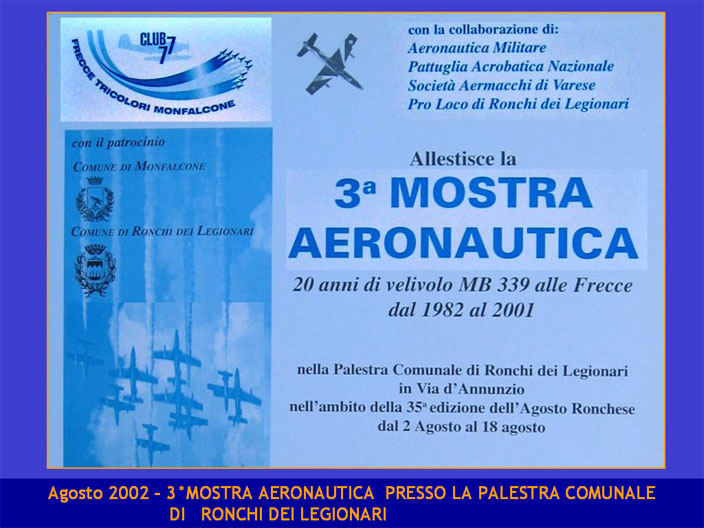 CLUB
77
FRECCE TRICOLORI MONFALCONE
con il patrocinio
COMUNE DI MONFALCONE
COMUNE DI RONCHI DEI LEGIONARI
con la collaborazione di:
Aeronautica Militare
Pattuglia Acrobatica Nazionale
Società Aermacchi di Varese
Pro Loco di Ronchi dei Legionari
Allestisce la
3ª MOSTRA
AERONAUTICA
20 anni di velivolo MB 339 alle Frecce
dal 1982 al 2001
nella Palestra Comunale di Ronchi dei Legionari
in Via d'Annunzio
nell'ambito della 35ª edizione dell'Agosto Ronchese
dal 2 Agosto al 18 agosto
Agosto 2002 – 3°MOSTRA AERONAUTICA PRESSO LA PALESTRA COMUNALE
DI RONCHI DEI LEGIONARI